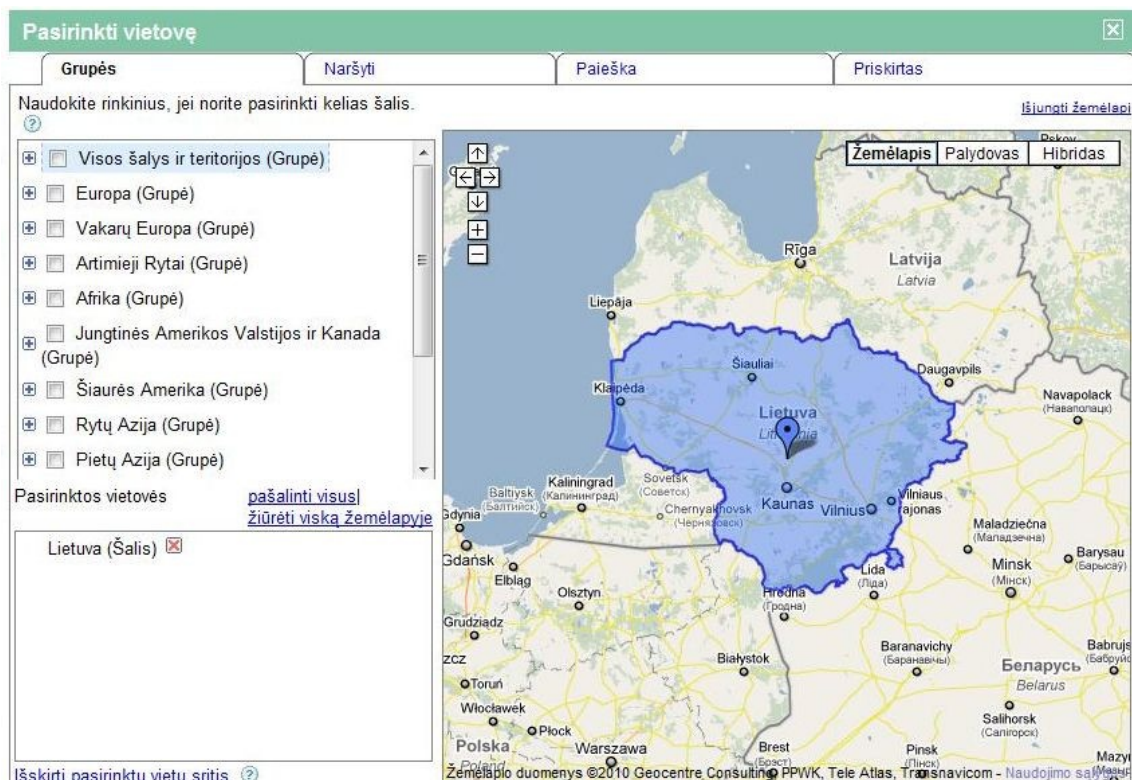 Pasirinkti vietovę
Grupės
Naršyti
Paieška
Priskirtas
Naudokite rinkinius, jei norite pasirinkti kelias šalis.
Išjungti žemėlapį
Visos šalys ir teritorijos (Grupė)
Europa (Grupė)
Vakarų Europa (Grupė)
Artimieji Rytai (Grupė)
Afrika (Grupė)
Jungtinės Amerikos Valstijos ir Kanada
(Grupė)
Šiaurės Amerika (Grupė)
Rytų Azija (Grupė)
Pietų Azija (Grupė)
Pasirinktos vietovės
pašalinti visus|
žiūrėti viską žemėlapyje
Lietuva (Šalis)
Išskirti pasirinktų vietų sritis
Žemėlapis Palydovas Hibridas
Pskov
Rīga
Latvija
Latvia
Liepāja
Šiauliai
Daugavpils
Klaipėda
Navapolack
(Наваполацк)
Lietuva
Lithuania
Kaliningrad
(Калининград)
Sovetsk
(Советск)
Baltiysk
(Балтийск)
Chernyakhovsk
(Черняховск)
Kaunas
Vilnius
Vilniaus
rajonas
Gdynia
Gdańsk
Elbląg
Maladziečna
(Маладзечна)
Minsk
(Мінск)
Barysau
(Барысаў)
Lida
(Ліда)
Olsztyn
Hrodna
(Гродна)
Grudziądz
Białystok
Baranavichy
(Баранавічы)
Babrujs
Беларусь
Belarus
Toruń
Włocławek
Płock
Salihorsk
(Салігорск)
Polska
Poland
Warszawa
Brest
(Брэст)
Pinsk
(Пінск)
Mazyr
Žemėlapio duomenys ©2010 Geocentre Consulting, PPWK, Tele Atlas, Transnavicom - Naudojimo sąlygos